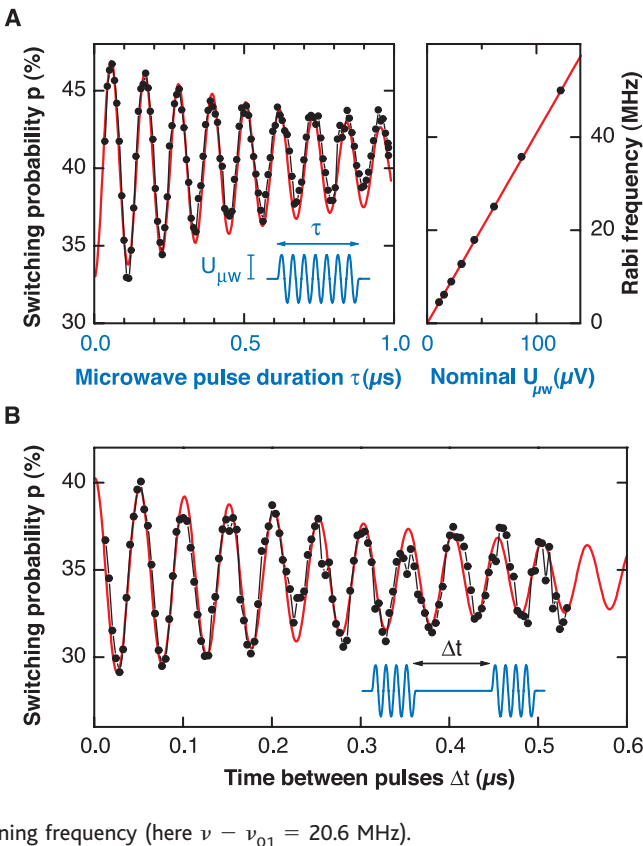 A
Switching probability p (%)
45
40
35
30
τ
Uμw
0.0
0.5
1.0
Microwave pulse duration τ(μs)
Rabi frequency (MHz)
40
20
0
0
100
Nominal Uμw(μV)
B
Switching probability p (%)
40
35
30
Δt
0.0
0.1
0.2
0.3
0.4
0.5
0.6
Time between pulses Δt (μs)
ning frequency (here ν − ν01 = 20.6 MHz).